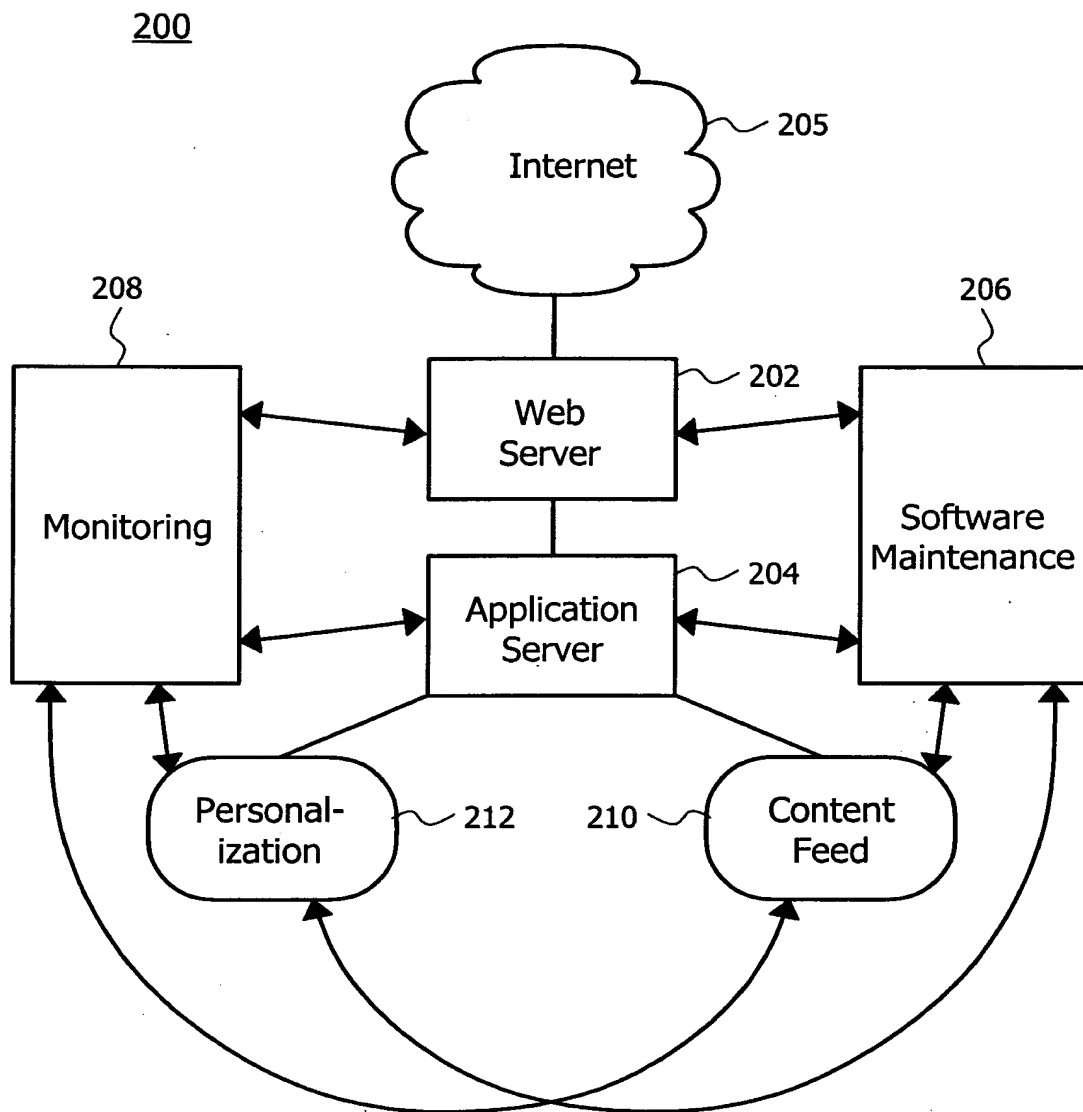 200
205
Internet
208
206
202
Web
Server
Monitoring
Software
Maintenance
204
Application
Server
Personal-
ization
212
210
Content
Feed